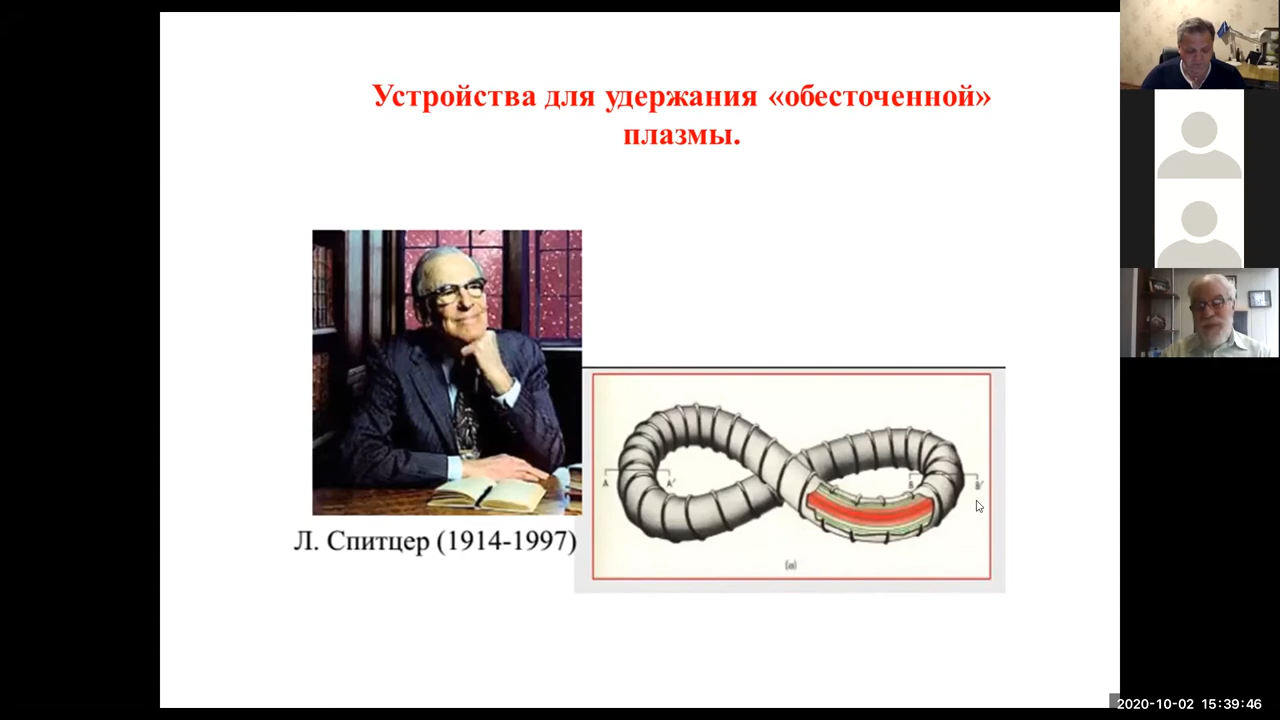 Устройства для удержания «обесточенной»
плазмы.
A
A′
B
B′
(a)
Л. Спитцер (1914-1997)
2020-10-02 15:39:46